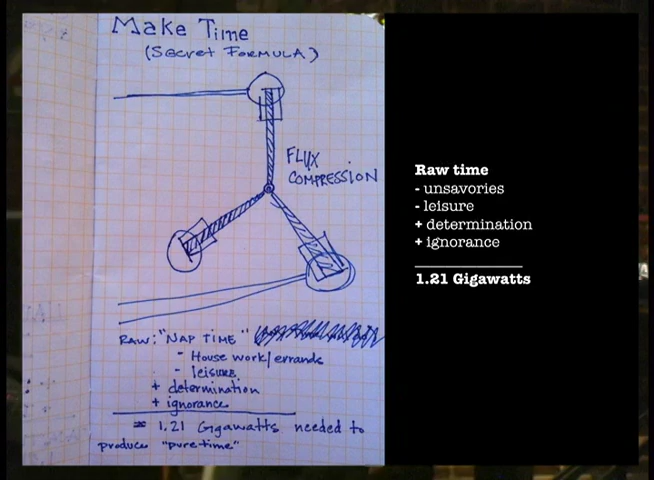 Make Time
(Secret Formula)
FLUX
COMPRESSION
RAW: "NAP TIME"
- House work/errands
- leisure
+ determination
+ ignorance
= 1.21 Gigawatts needed to
produce "pure time"
Raw time
- unsavories
- leisure
+ determination
+ ignorance
1.21 Gigawatts